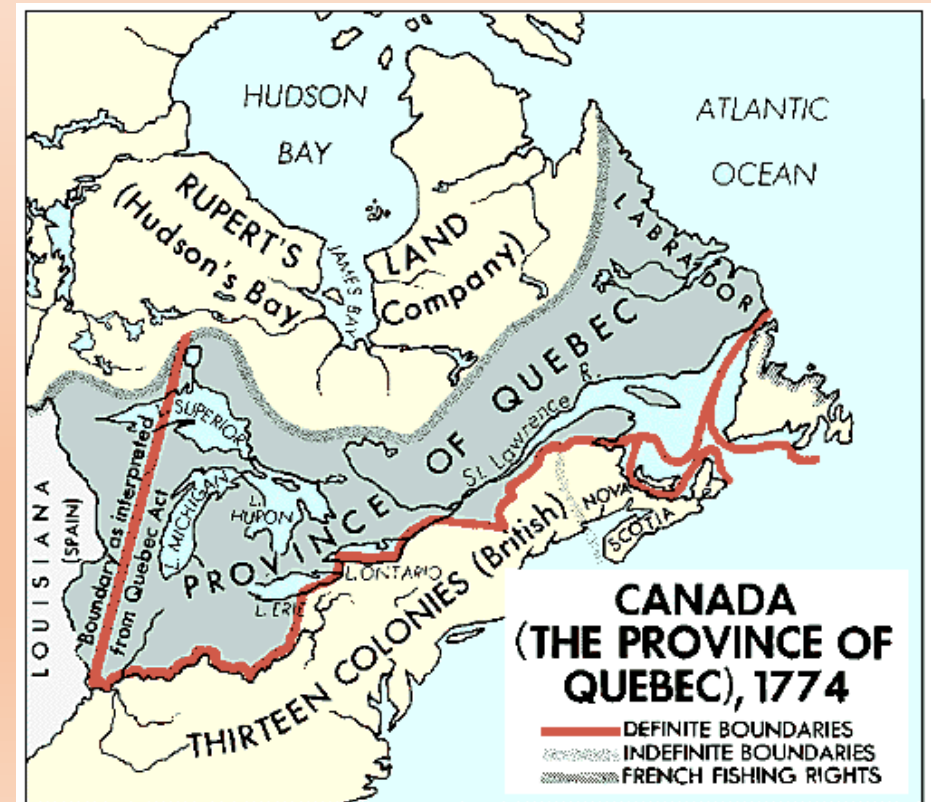 HUDSON
BAY
ATLANTIC
OCEAN
RUPERT'S
(Hudson's Bay
LAND
Company)
JAMES BAY
LABRADOR
PROVINCE OF QUEBEC
St. Lawrence R.
SUPERIOR
L. MICHIGAN
L.
HURON
L. ONTARIO
L. ERIE
LOUISIANA
(SPAIN)
Boundary as interpreted
from Quebec Act
NOVA
SCOTIA
THIRTEEN COLONIES (British)
CANADA
(THE PROVINCE OF
QUEBEC), 1774
DEFINITE BOUNDARIES
INDEFINITE BOUNDARIES
FRENCH FISHING RIGHTS